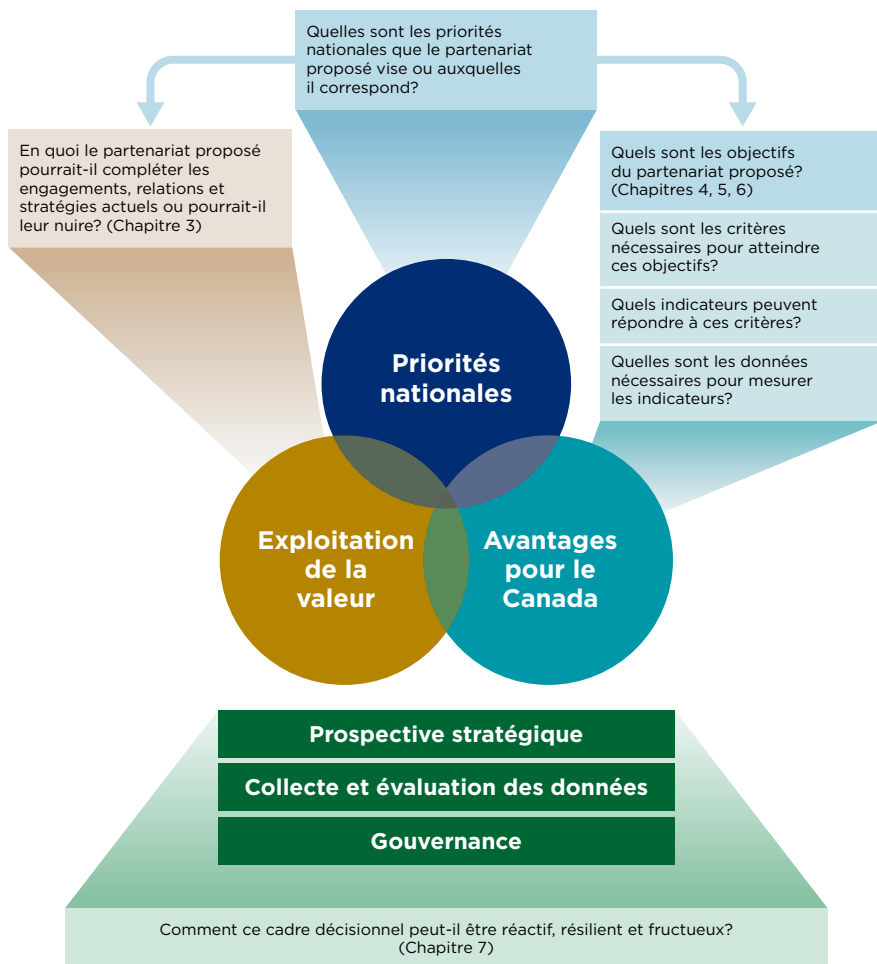 Quelles sont les priorités
nationales que le partenariat
proposé vise ou auxquelles
il correspond?
En quoi le partenariat proposé
pourrait-il compléter les
engagements, relations et
stratégies actuels ou pourrait-il
leur nuire? (Chapitre 3)
Quels sont les objectifs
du partenariat proposé?
(Chapitres 4, 5, 6)
Quels sont les critères
nécessaires pour atteindre
ces objectifs?
Quels indicateurs peuvent
répondre à ces critères?
Quelles sont les données
nécessaires pour mesurer
les indicateurs?
Priorités
nationales
Exploitation
de la
valeur
Avantages
pour le
Canada
Prospective stratégique
Collecte et évaluation des données
Gouvernance
Comment ce cadre décisionnel peut-il être réactif, résilient et fructueux?
(Chapitre 7)